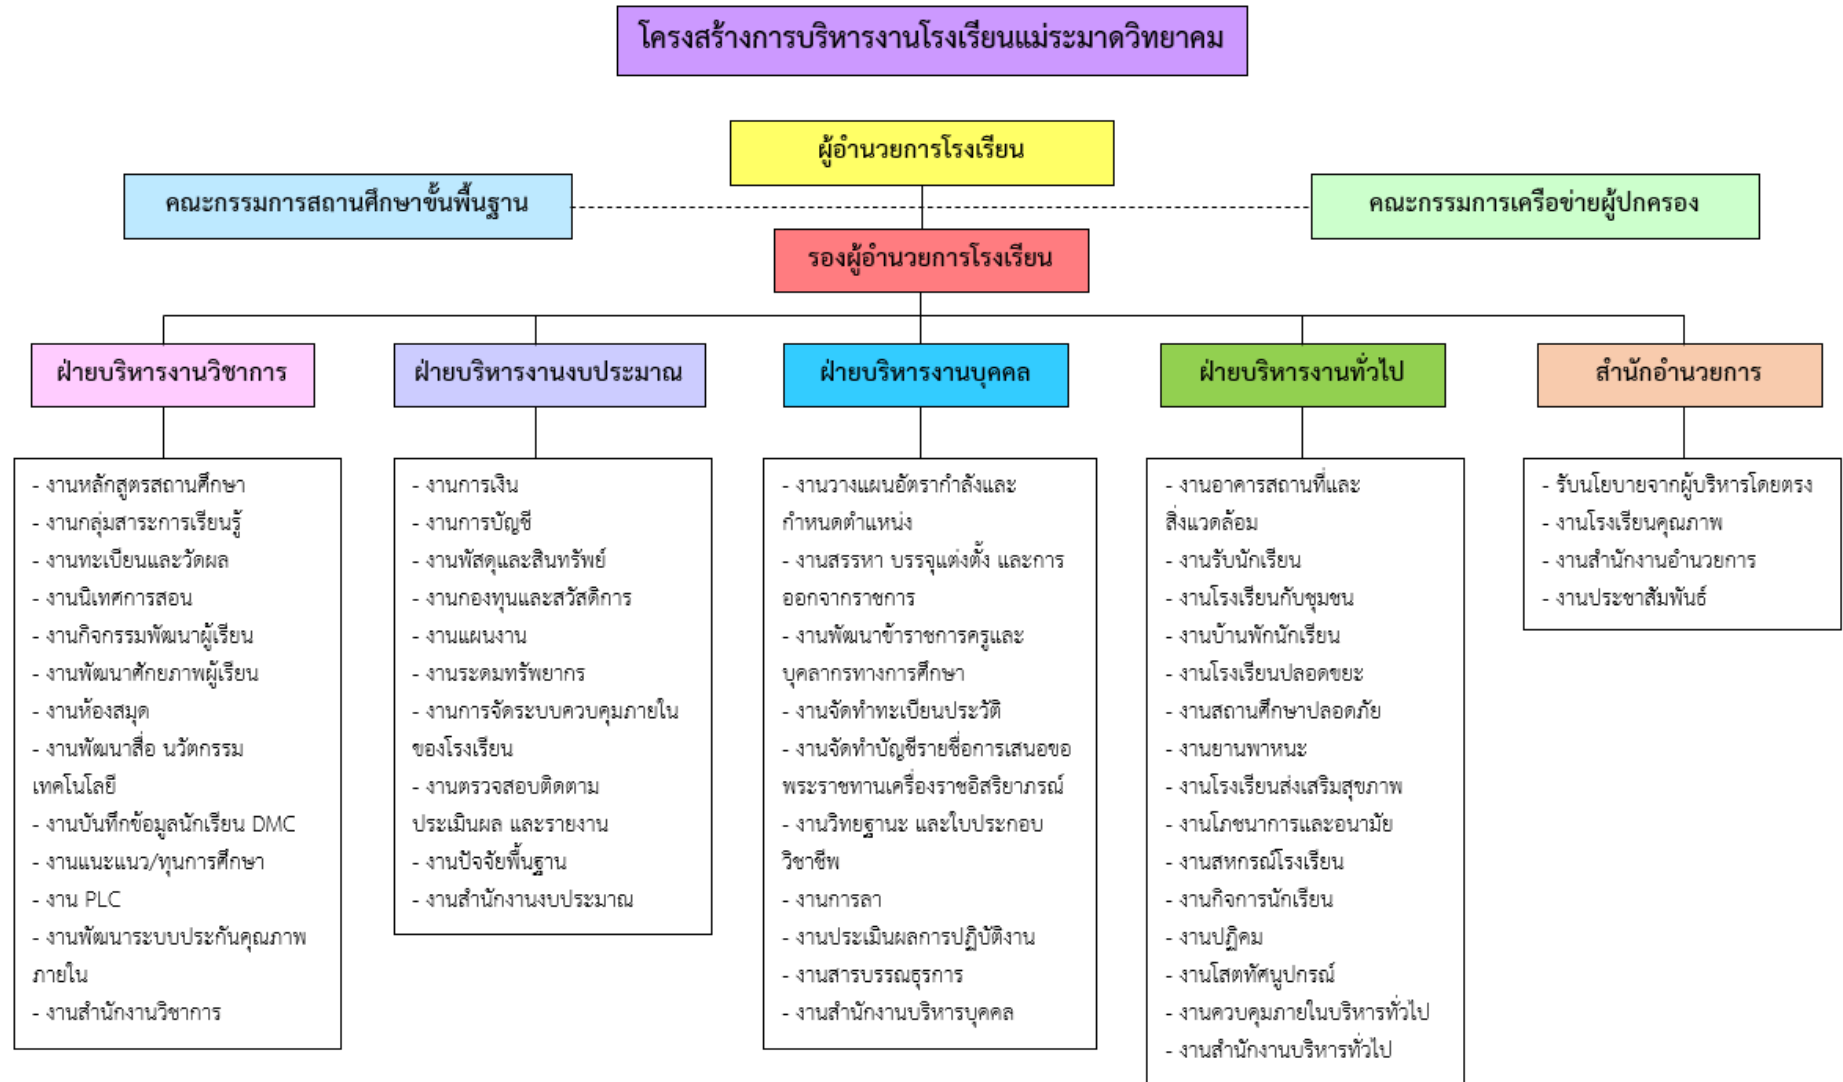 โครงสร้างการบริหารงานโรงเรียนแม่ระมาดวิทยาคม
ผู้อำนวยการโรงเรียน
คณะกรรมการสถานศึกษาขั้นพื้นฐาน
คณะกรรมการเครือข่ายผู้ปกครอง
รองผู้อำนวยการโรงเรียน
ฝ่ายบริหารงานวิชาการ
- งานหลักสูตรสถานศึกษา
- งานกลุ่มสาระการเรียนรู้
- งานทะเบียนและวัดผล
- งานนิเทศการสอน
- งานกิจกรรมพัฒนาผู้เรียน
- งานพัฒนาศักยภาพผู้เรียน
- งานห้องสมุด
- งานพัฒนาสื่อ นวัตกรรม
เทคโนโลยี
- งานบันทึกข้อมูลนักเรียน DMC
- งานแนะแนว/ทุนการศึกษา
- งาน PLC
- งานพัฒนาระบบประกันคุณภาพ
ภายใน
- งานสำนักงานวิชาการ
ฝ่ายบริหารงานงบประมาณ
- งานการเงิน
- งานการบัญชี
- งานพัสดุและสินทรัพย์
- งานกองทุนและสวัสดิการ
- งานแผนงาน
- งานระดมทรัพยากร
- งานการจัดระบบควบคุมภายใน
ของโรงเรียน
- งานตรวจสอบติดตาม
ประเมินผล และรายงาน
- งานปัจจัยพื้นฐาน
- งานสำนักงานงบประมาณ
ฝ่ายบริหารงานบุคคล
- งานวางแผนอัตรากำลังและ
กำหนดตำแหน่ง
- งานสรรหา บรรจุแต่งตั้ง และการ
ออกจากราชการ
- งานพัฒนาข้าราชการครูและ
บุคลากรทางการศึกษา
- งานจัดทำทะเบียนประวัติ
- งานจัดทำบัญชีรายชื่อการเสนอขอ
พระราชทานเครื่องราชอิสริยาภรณ์
- งานวิทยฐานะ และใบประกอบ
วิชาชีพ
- งานการลา
- งานประเมินผลการปฏิบัติงาน
- งานสารบรรณธุรการ
- งานสำนักงานบริหารบุคคล
ฝ่ายบริหารงานทั่วไป
- งานอาคารสถานที่และ
สิ่งแวดล้อม
- งานรับนักเรียน
- งานโรงเรียนกับชุมชน
- งานบ้านพักนักเรียน
- งานโรงเรียนปลอดขยะ
- งานสถานศึกษาปลอดภัย
- งานยานพาหนะ
- งานโรงเรียนส่งเสริมสุขภาพ
- งานโภชนาการและอนามัย
- งานสหกรณ์โรงเรียน
- งานกิจการนักเรียน
- งานปฏิคม
- งานโสตทัศนูปกรณ์
- งานควบคุมภายในบริหารทั่วไป
- งานสำนักงานบริหารทั่วไป
สำนักอำนวยการ
- รับนโยบายจากผู้บริหารโดยตรง
- งานโรงเรียนคุณภาพ
- งานสำนักงานอำนวยการ
- งานประชาสัมพันธ์